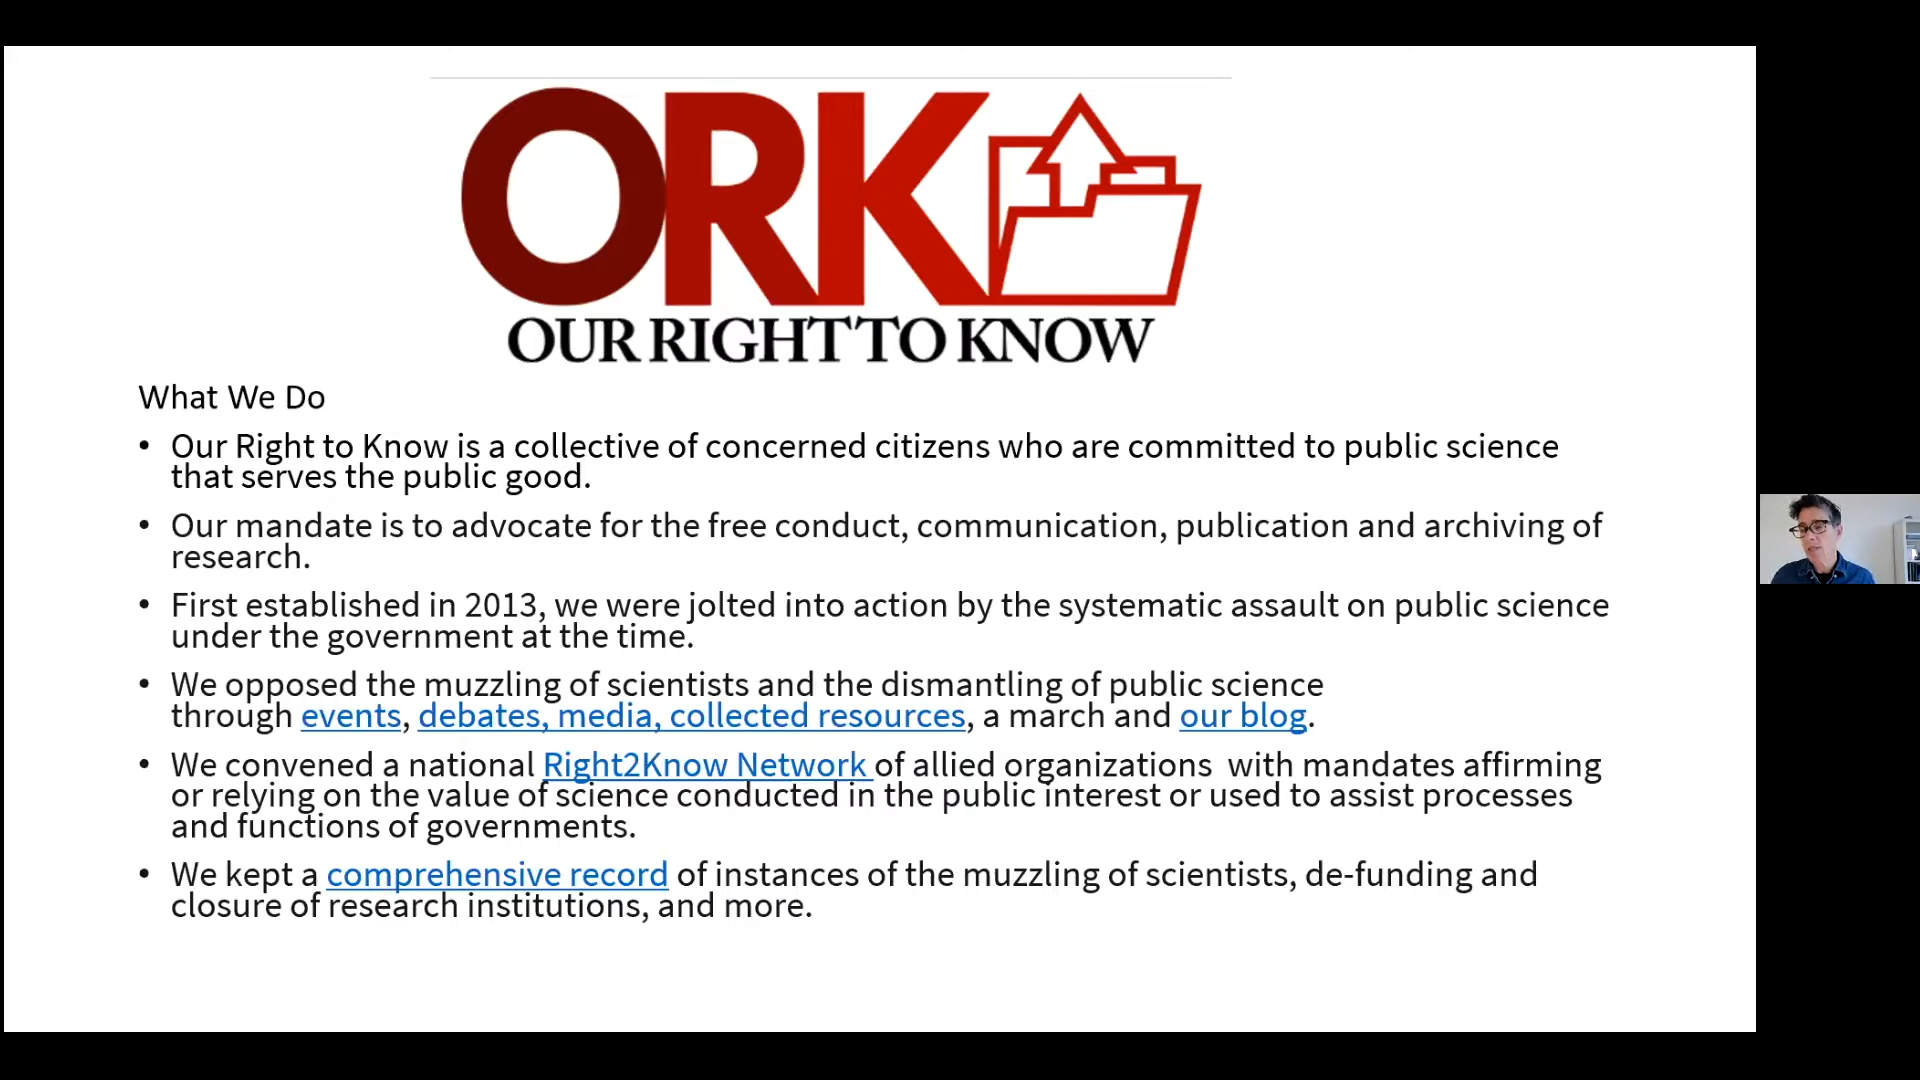 ORK
OUR RIGHT TO KNOW
What We Do
• Our Right to Know is a collective of concerned citizens who are committed to public science
that serves the public good.
• Our mandate is to advocate for the free conduct, communication, publication and archiving of
research.
• First established in 2013, we were jolted into action by the systematic assault on public science
under the government at the time.
• We opposed the muzzling of scientists and the dismantling of public science
through events, debates, media, collected resources, a march and our blog.
• We convened a national Right2Know Network of allied organizations with mandates affirming
or relying on the value of science conducted in the public interest or used to assist processes
and functions of governments.
• We kept a comprehensive record of instances of the muzzling of scientists, de-funding and
closure of research institutions, and more.